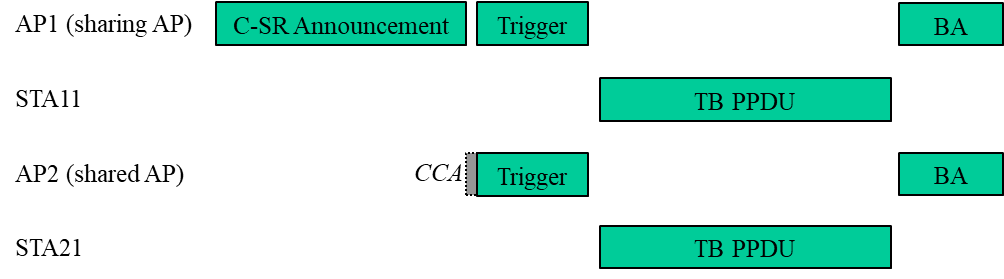 AP1 (sharing AP) C-SR Announcement Trigger BA
STA11 TB PPDU
AP2 (shared AP) CCA Trigger BA
STA21 TB PPDU